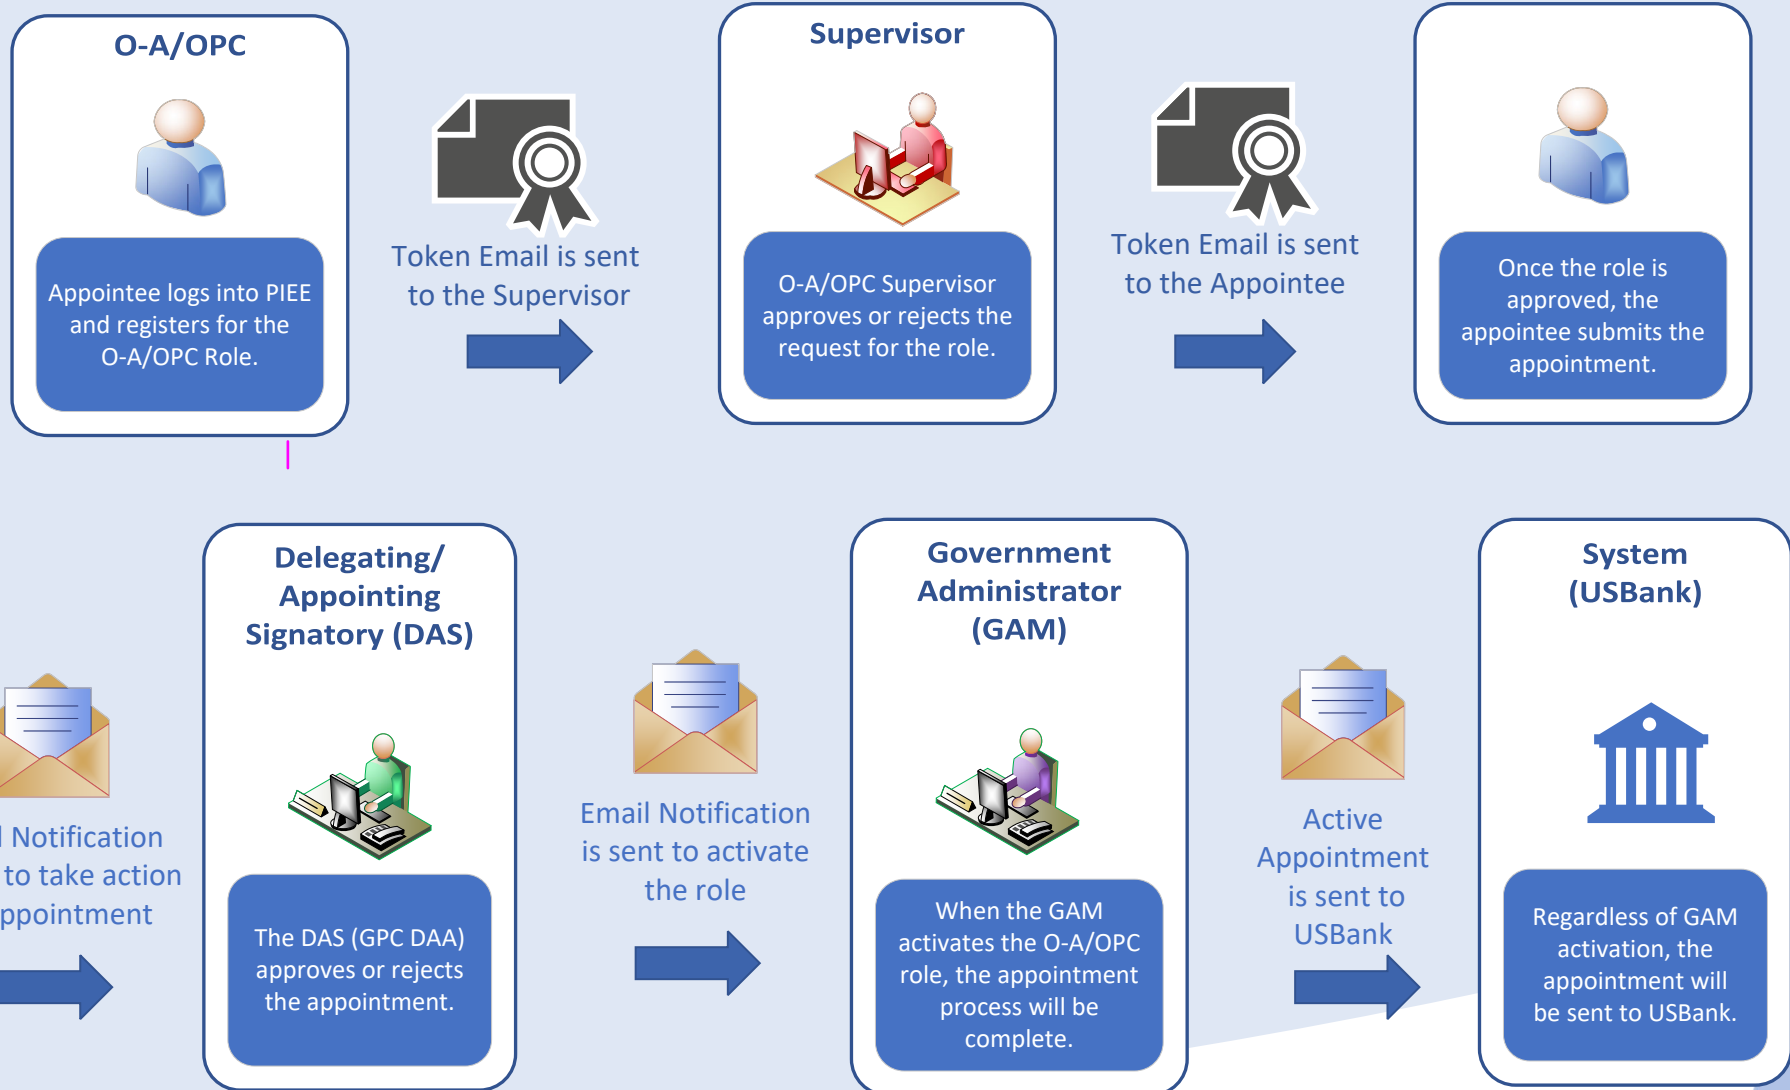 O-A/OPC
Appointee logs into PIEE
and registers for the
O-A/OPC Role.
Token Email is sent
to the Supervisor
Supervisor
O-A/OPC Supervisor
approves or rejects the
request for the role.
Token Email is sent
to the Appointee
Once the role is
approved, the
appointee submits the
appointment.
Notification
to take action
ppointment
Delegating/
Appointing
Signatory (DAS)
The DAS (GPC DAA)
approves or rejects
the appointment.
Email Notification
is sent to activate
the role
Government
Administrator
(GAM)
When the GAM
activates the O-A/OPC
role, the appointment
process will be
complete.
Active
Appointment
is sent to
USBank
System
(USBank)
Regardless of GAM
activation, the
appointment will
be sent to USBank.